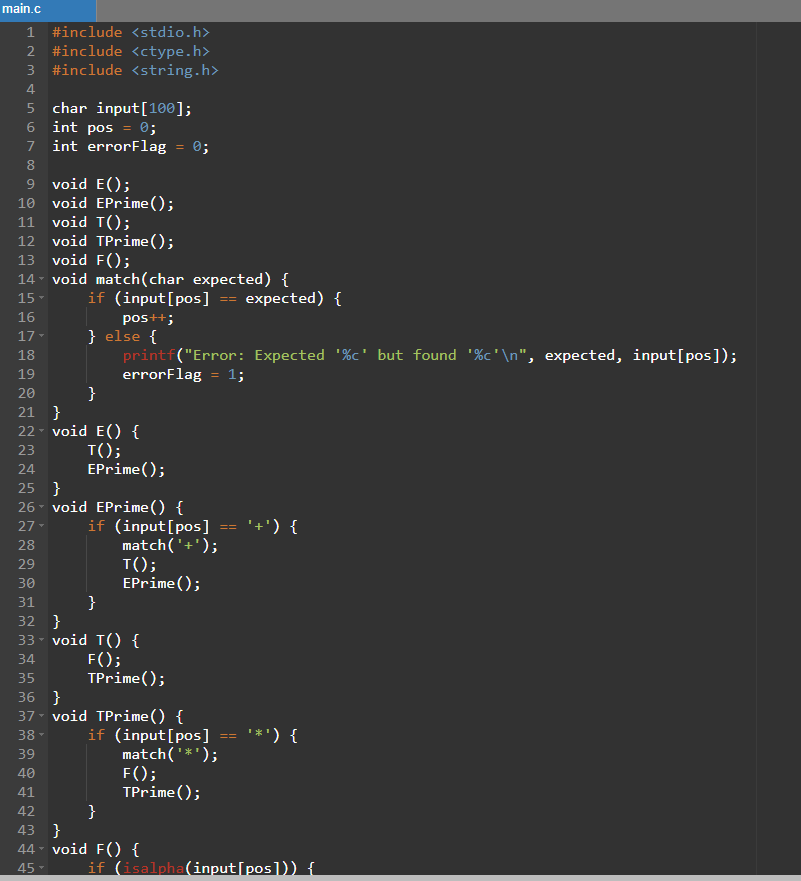 main.c
1 #include <stdio.h>
2 #include <ctype.h>
3 #include <string.h>
4
5 char input[100];
6 int pos = 0;
7 int errorFlag = 0;
8
9 void E();
10 void EPrime();
11 void T();
12 void TPrime();
13 void F();
14 void match(char expected) {
15     if (input[pos] == expected) {
16         pos++;
17     } else {
18         printf("Error: Expected '%c' but found '%c'\n", expected, input[pos]);
19         errorFlag = 1;
20     }
21 }
22 void E() {
23     T();
24     EPrime();
25 }
26 void EPrime() {
27     if (input[pos] == '+') {
28         match('+');
29         T();
30         EPrime();
31     }
32 }
33 void T() {
34     F();
35     TPrime();
36 }
37 void TPrime() {
38     if (input[pos] == '*') {
39         match('*');
40         F();
41         TPrime();
42     }
43 }
44 void F() {
45     if (isalpha(input[pos])) {